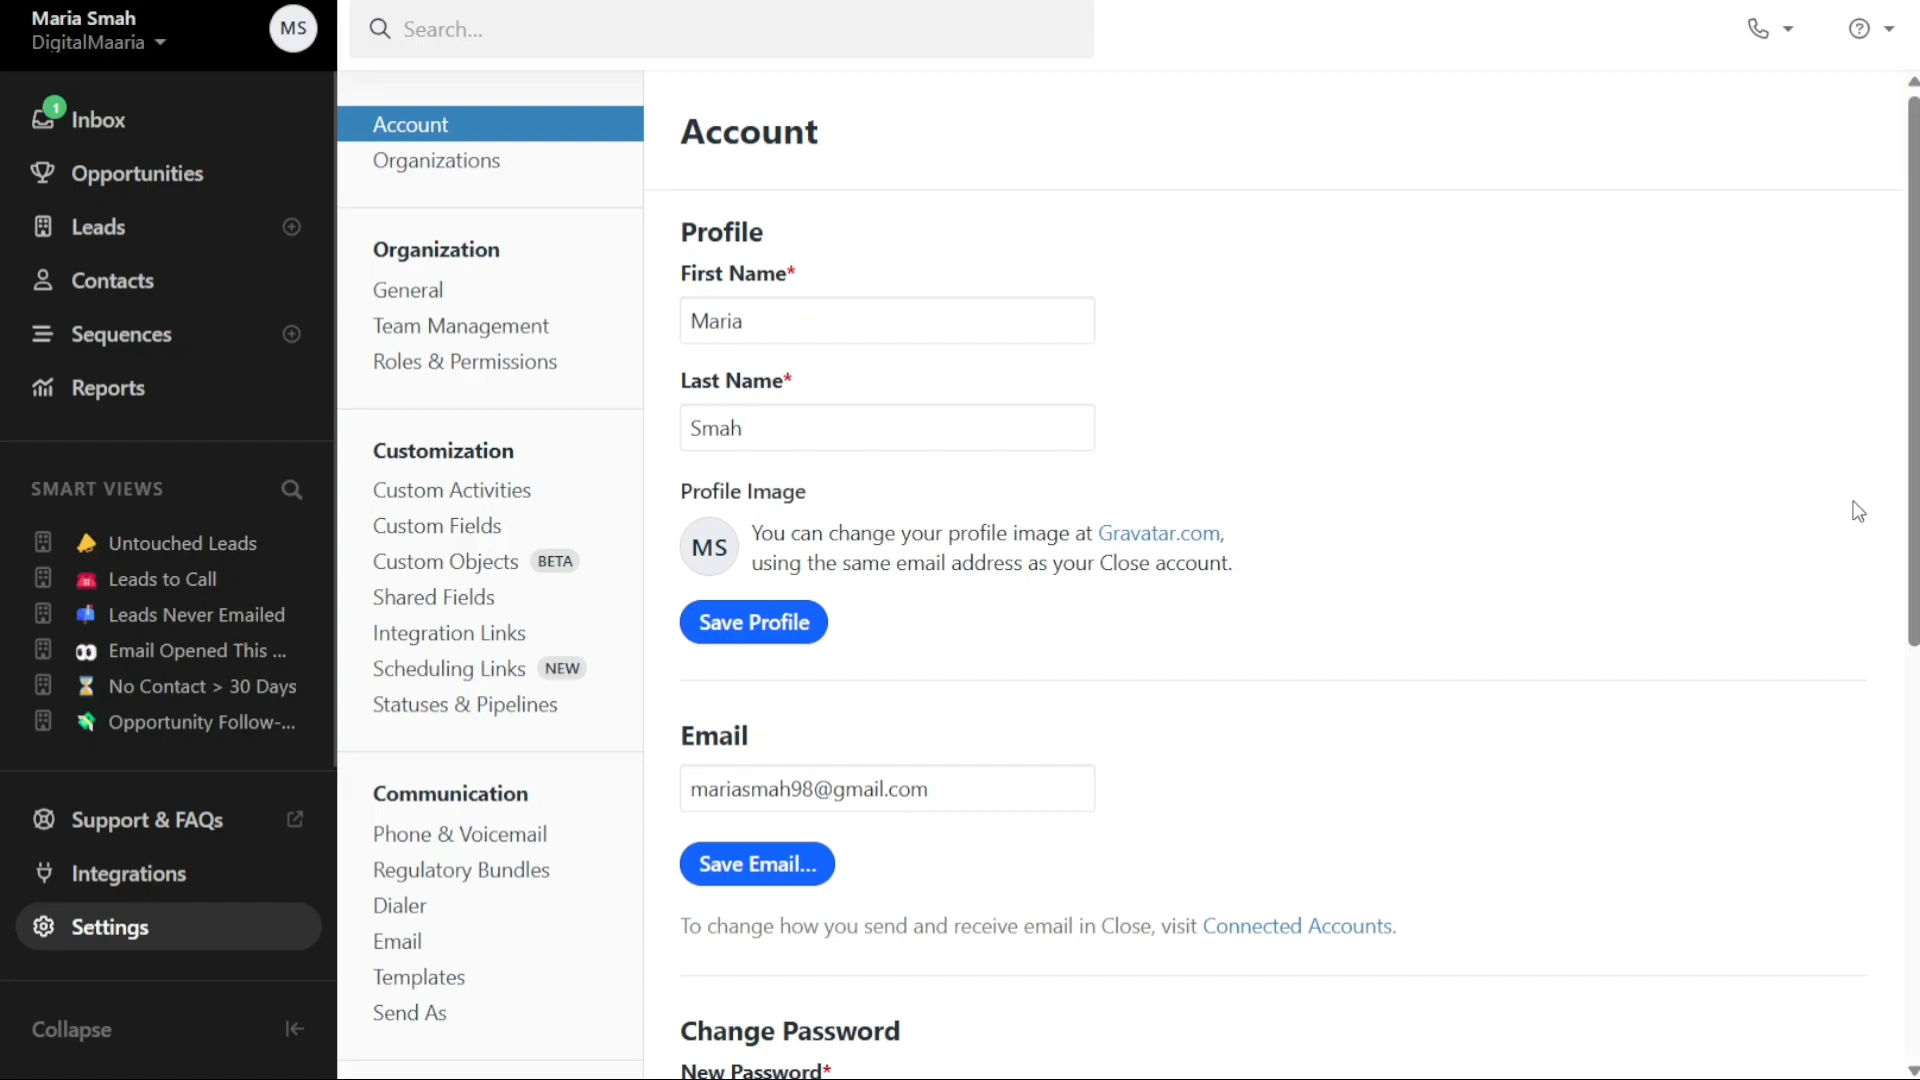 Maria Smah
DigitalMaaria
MS
Search...
1
Inbox
Opportunities
Leads
Contacts
Sequences
Reports
SMART VIEWS
Untouched Leads
Leads to Call
Leads Never Emailed
Email Opened This ...
No Contact > 30 Days
Opportunity Follow-...
Support & FAQs
Integrations
Settings
Collapse
Account
Organizations
Organization
General
Team Management
Roles & Permissions
Customization
Custom Activities
Custom Fields
Custom Objects BETA
Shared Fields
Integration Links
Scheduling Links NEW
Statuses & Pipelines
Communication
Phone & Voicemail
Regulatory Bundles
Dialer
Email
Templates
Send As
Account
Profile
First Name*
Maria
Last Name*
Smah
Profile Image
MS
You can change your profile image at Gravatar.com,
using the same email address as your Close account.
Save Profile
Email
mariasmah98@gmail.com
Save Email...
To change how you send and receive email in Close, visit Connected Accounts.
Change Password
New Password*